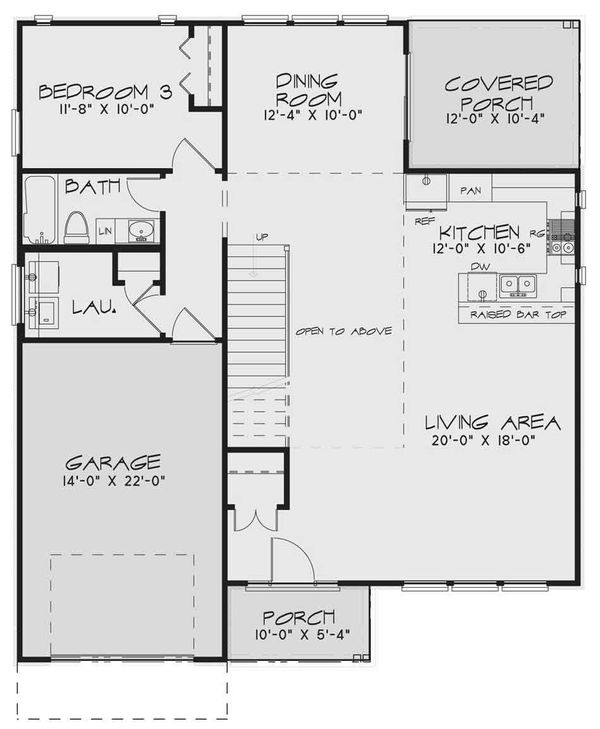 BEDROOM 3
11'-8" X 10'-0"
DINING
ROOM
12'-4" X 10'-0"
COVERED
PORCH
12'-0" X 10'-4"
BATH
LIN
PAN
REF
KITCHEN
12'-0" X 10'-6"
RG
DW
RAISED BAR TOP
UP
LAU.
OPEN TO ABOVE
LIVING AREA
20'-0" X 18'-0"
GARAGE
14'-0" X 22'-0"
PORCH
10'-0" X 5'-4"